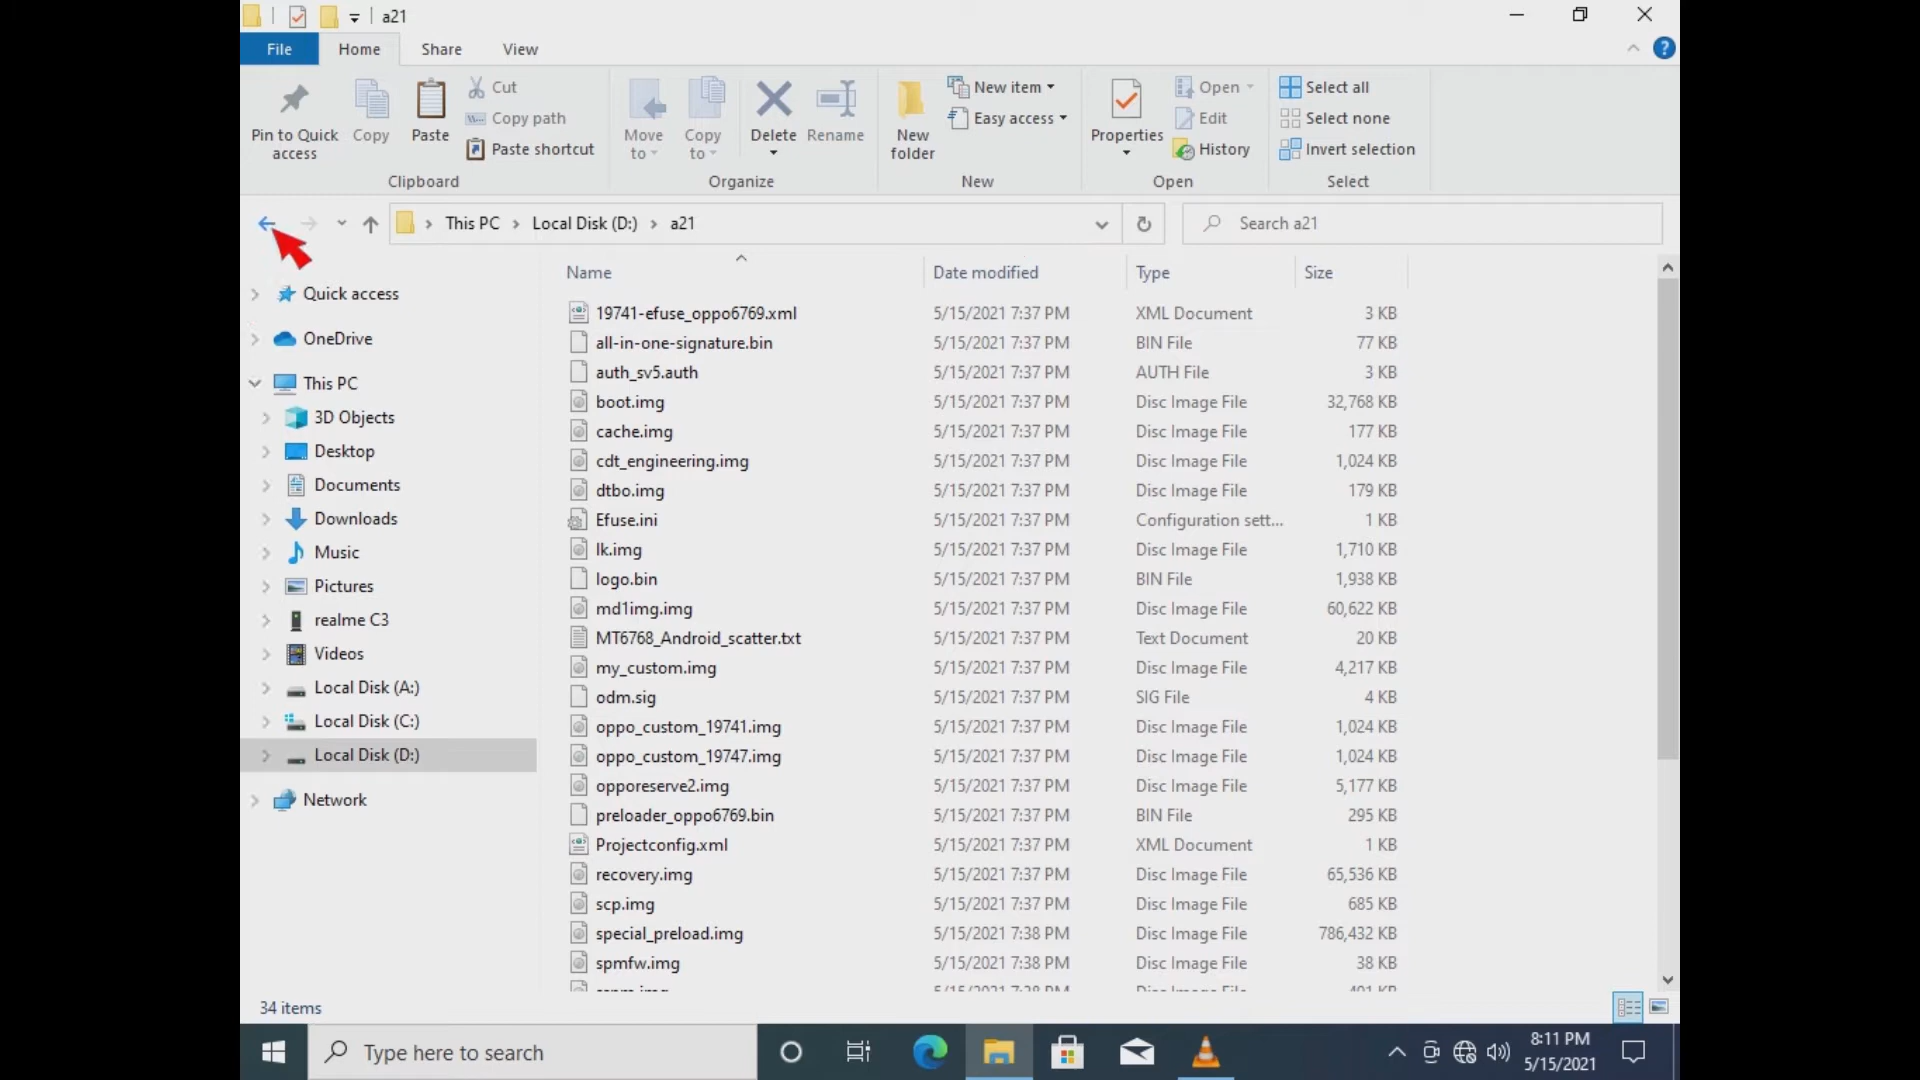 a21
File Home Share View
Pin to Quick access
Copy
Paste
Cut
Copy path
Paste shortcut
Clipboard
Move to
Copy to
Delete
Rename
Organize
New folder
New item
Easy access
New
Properties
Open
Edit
History
Open
Select all
Select none
Invert selection
Select
This PC Local Disk (D:) a21
Search a21
Quick access
OneDrive
This PC
3D Objects
Desktop
Documents
Downloads
Music
Pictures
realme C3
Videos
Local Disk (A:)
Local Disk (C:)
Local Disk (D:)
Network
Name Date modified Type Size
19741-efuse_oppo6769.xml 5/15/2021 7:37 PM XML Document 3 KB
all-in-one-signature.bin 5/15/2021 7:37 PM BIN File 77 KB
auth_sv5.auth 5/15/2021 7:37 PM AUTH File 3 KB
boot.img 5/15/2021 7:37 PM Disc Image File 32,768 KB
cache.img 5/15/2021 7:37 PM Disc Image File 177 KB
cdt_engineering.img 5/15/2021 7:37 PM Disc Image File 1,024 KB
dtbo.img 5/15/2021 7:37 PM Disc Image File 179 KB
Efuse.ini 5/15/2021 7:37 PM Configuration sett... 1 KB
lk.img 5/15/2021 7:37 PM Disc Image File 1,710 KB
logo.bin 5/15/2021 7:37 PM BIN File 1,938 KB
md1img.img 5/15/2021 7:37 PM Disc Image File 60,622 KB
MT6768_Android_scatter.txt 5/15/2021 7:37 PM Text Document 20 KB
my_custom.img 5/15/2021 7:37 PM Disc Image File 4,217 KB
odm.sig 5/15/2021 7:37 PM SIG File 4 KB
oppo_custom_19741.img 5/15/2021 7:37 PM Disc Image File 1,024 KB
oppo_custom_19747.img 5/15/2021 7:37 PM Disc Image File 1,024 KB
opporeserve2.img 5/15/2021 7:37 PM Disc Image File 5,177 KB
preloader_oppo6769.bin 5/15/2021 7:37 PM BIN File 295 KB
Projectconfig.xml 5/15/2021 7:37 PM XML Document 1 KB
recovery.img 5/15/2021 7:37 PM Disc Image File 65,536 KB
scp.img 5/15/2021 7:37 PM Disc Image File 685 KB
special_preload.img 5/15/2021 7:38 PM Disc Image File 786,432 KB
spmfw.img 5/15/2021 7:38 PM Disc Image File 38 KB
34 items
Type here to search
8:11 PM
5/15/2021